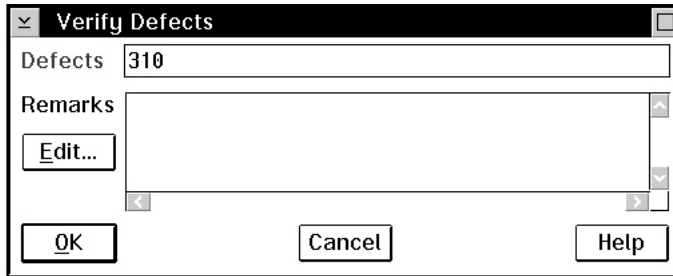 Verify Defects
Defects 310
Remarks
Edit...
OK Cancel Help